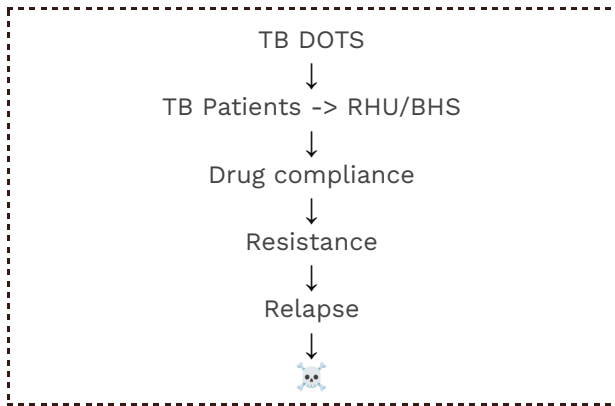 TB DOTS
↓
TB Patients -> RHU/BHS
↓
Drug compliance
↓
Resistance
↓
Relapse
↓
☠️